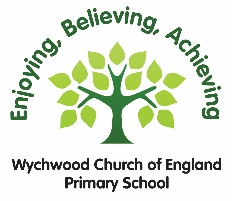 Enjoying, Believing, Achieving
Wychwood Church of England
Primary School